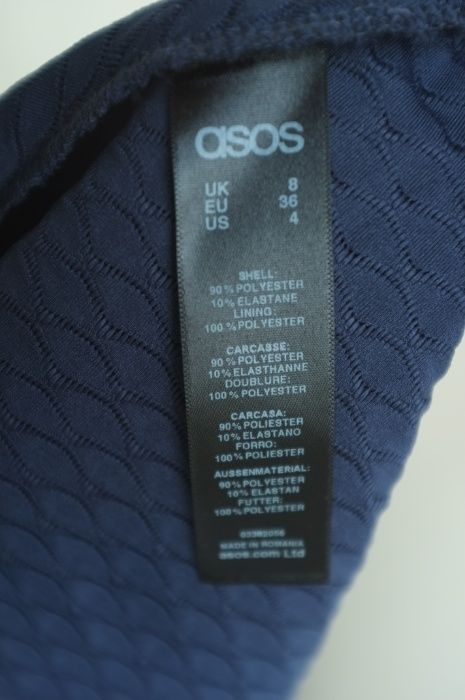 asos
UK 8
EU 36
US 4
SHELL:
90% POLYESTER
10% ELASTANE
LINING:
100% POLYESTER
CARCASSE:
90% POLYESTER
10% ELASTHANNE
DOUBLURE:
100% POLYESTER
CARCASA:
90% POLIESTER
10% ELASTANO
FORRO:
100% POLIESTER
AUSSENMATERIAL:
90% POLYESTER
10% ELASTAN
FUTTER:
100% POLYESTER
MADE IN ROMANIA
asos.com Ltd